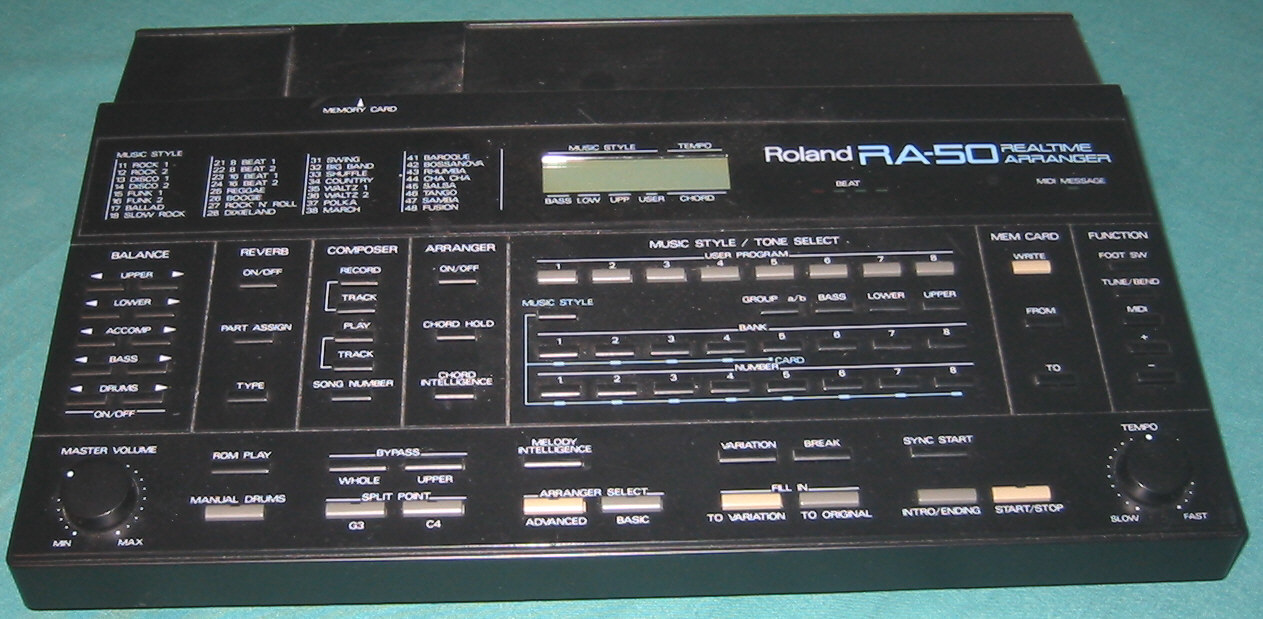 MEMORY CARD
MUSIC STYLE
11 ROCK 1
12 ROCK 2
13 DISCO 1
14 DISCO 2
15 FUNK 1
16 FUNK 2
17 BALLAD
18 SLOW ROCK
21 8 BEAT 1
22 8 BEAT 2
23 16 BEAT 1
24 16 BEAT 2
25 REGGAE
26 BOOGIE
27 ROCK 'N' ROLL
28 DIXIELAND
31 SWING
32 BIG BAND
33 SHUFFLE
34 COUNTRY
35 WALTZ 1
36 WALTZ 2
37 POLKA
38 MARCH
41 BAROQUE
42 BOSSANOVA
43 RHUMBA
44 CHA CHA
45 SALSA
46 TANGO
47 SAMBA
48 FUSION
MUSIC STYLE TEMPO
BASS LOW UPP USER CHORD
Roland RA-50 REALTIME ARRANGER
BEAT
MIDI MESSAGE
BALANCE
UPPER
LOWER
ACCOMP
BASS
DRUMS
ON/OFF
REVERB
ON/OFF
PART ASSIGN
TYPE
COMPOSER
RECORD
TRACK
PLAY
TRACK
SONG NUMBER
ARRANGER
ON/OFF
CHORD HOLD
CHORD
INTELLIGENCE
MUSIC STYLE / TONE SELECT
USER PROGRAM
1 2 3 4 5 6 7 8
MUSIC STYLE
GROUP a/b BASS LOWER UPPER
BANK
1 2 3 4 5 6 7 8
CARD
NUMBER
1 2 3 4 5 6 7 8
MEM CARD
WRITE
FROM
TO
FUNCTION
FOOT SW
TUNE/BEND
MIDI
+
-
MASTER VOLUME
MIN MAX
ROM PLAY
MANUAL DRUMS
BYPASS
WHOLE UPPER
SPLIT POINT
G3 C4
MELODY
INTELLIGENCE
ARRANGER SELECT
ADVANCED BASIC
VARIATION BREAK
FILL IN
TO VARIATION TO ORIGINAL
SYNC START
INTRO/ENDING START/STOP
TEMPO
SLOW FAST